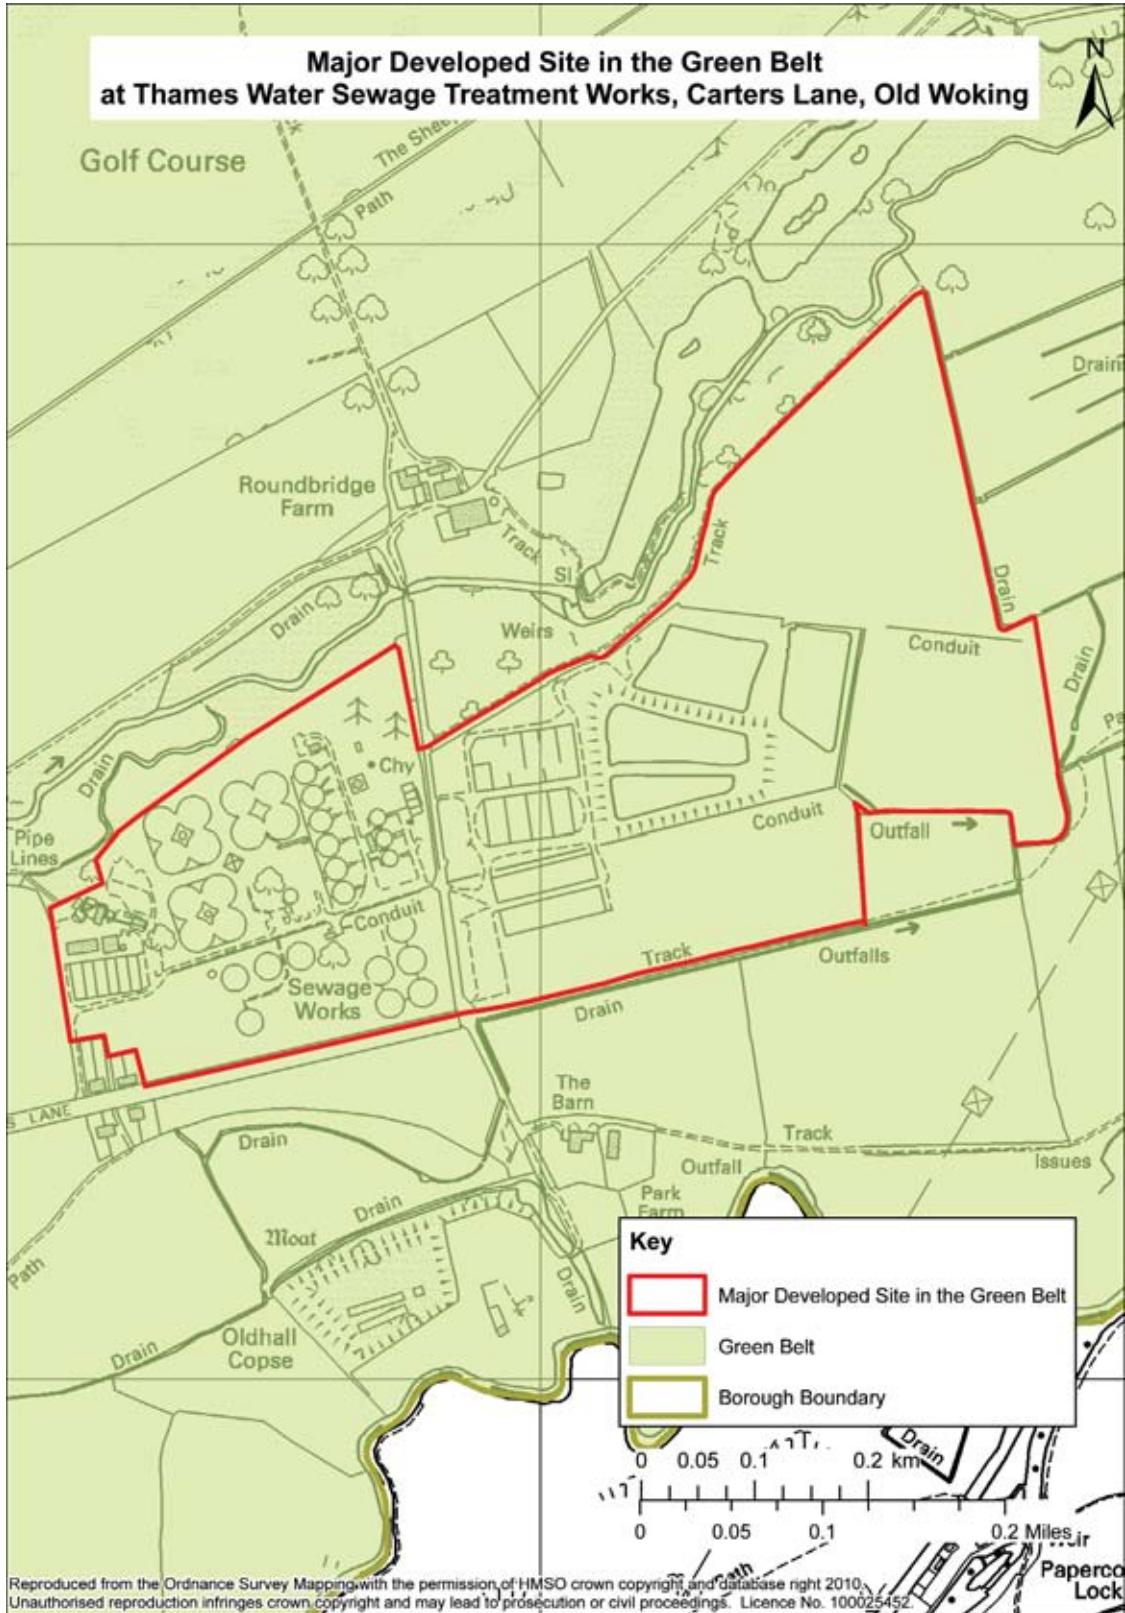 Major Developed Site in the Green Belt
at Thames Water Sewage Treatment Works, Carters Lane, Old Woking
N
Golf Course
Path
Drains
Roundbridge
Farm
Track
Sl
Track
Drain
Drain
Weirs
Conduit
Drain
Drain
Chy
Pipe
Lines
Conduit
Outfall
Conduit
Sewage
Works
Track
Outfalls
Drain
LANE
The
Barn
Drain
Track
Outfall
Issues
Park
Farm
Drain
Moat
Path
Drain
Oldhall
Copse
Drain
Key
Major Developed Site in the Green Belt
Green Belt
Borough Boundary
Drain
0 0.05 0.1 0.2 km
0 0.05 0.1 0.2 Miles
Path
Lock
Reproduced from the Ordnance Survey Mapping with the permission of HMSO crown copyright and database right 2010.
Unauthorised reproduction infringes crown copyright and may lead to prosecution or civil proceedings. Licence No. 100025452.